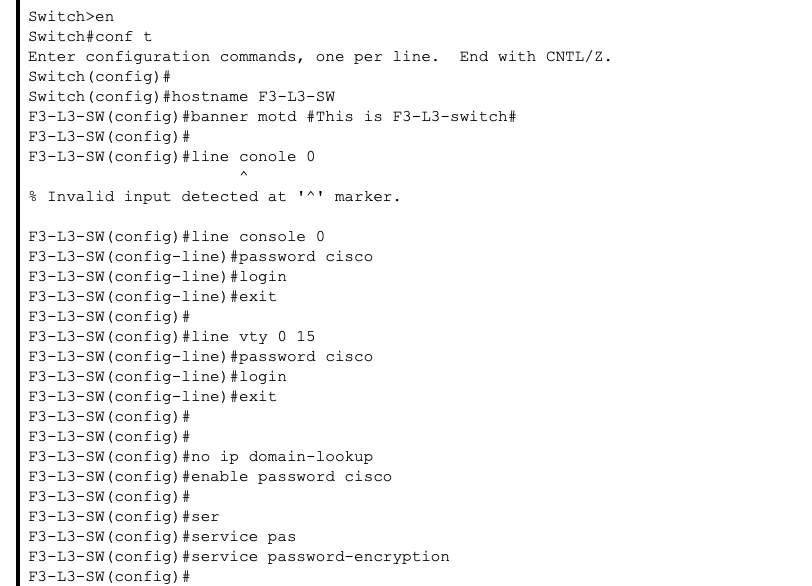 Switch>en
Switch#conf t
Enter configuration commands, one per line.  End with CNTL/Z.
Switch(config)#
Switch(config)#hostname F3-L3-SW
F3-L3-SW(config)#banner motd #This is F3-L3-switch#
F3-L3-SW(config)#
F3-L3-SW(config)#line conole 0
                      ^
% Invalid input detected at '^' marker.

F3-L3-SW(config)#line console 0
F3-L3-SW(config-line)#password cisco
F3-L3-SW(config-line)#login
F3-L3-SW(config-line)#exit
F3-L3-SW(config)#
F3-L3-SW(config)#line vty 0 15
F3-L3-SW(config-line)#password cisco
F3-L3-SW(config-line)#login
F3-L3-SW(config-line)#exit
F3-L3-SW(config)#
F3-L3-SW(config)#
F3-L3-SW(config)#no ip domain-lookup
F3-L3-SW(config)#enable password cisco
F3-L3-SW(config)#
F3-L3-SW(config)#ser
F3-L3-SW(config)#service pas
F3-L3-SW(config)#service password-encryption
F3-L3-SW(config)#